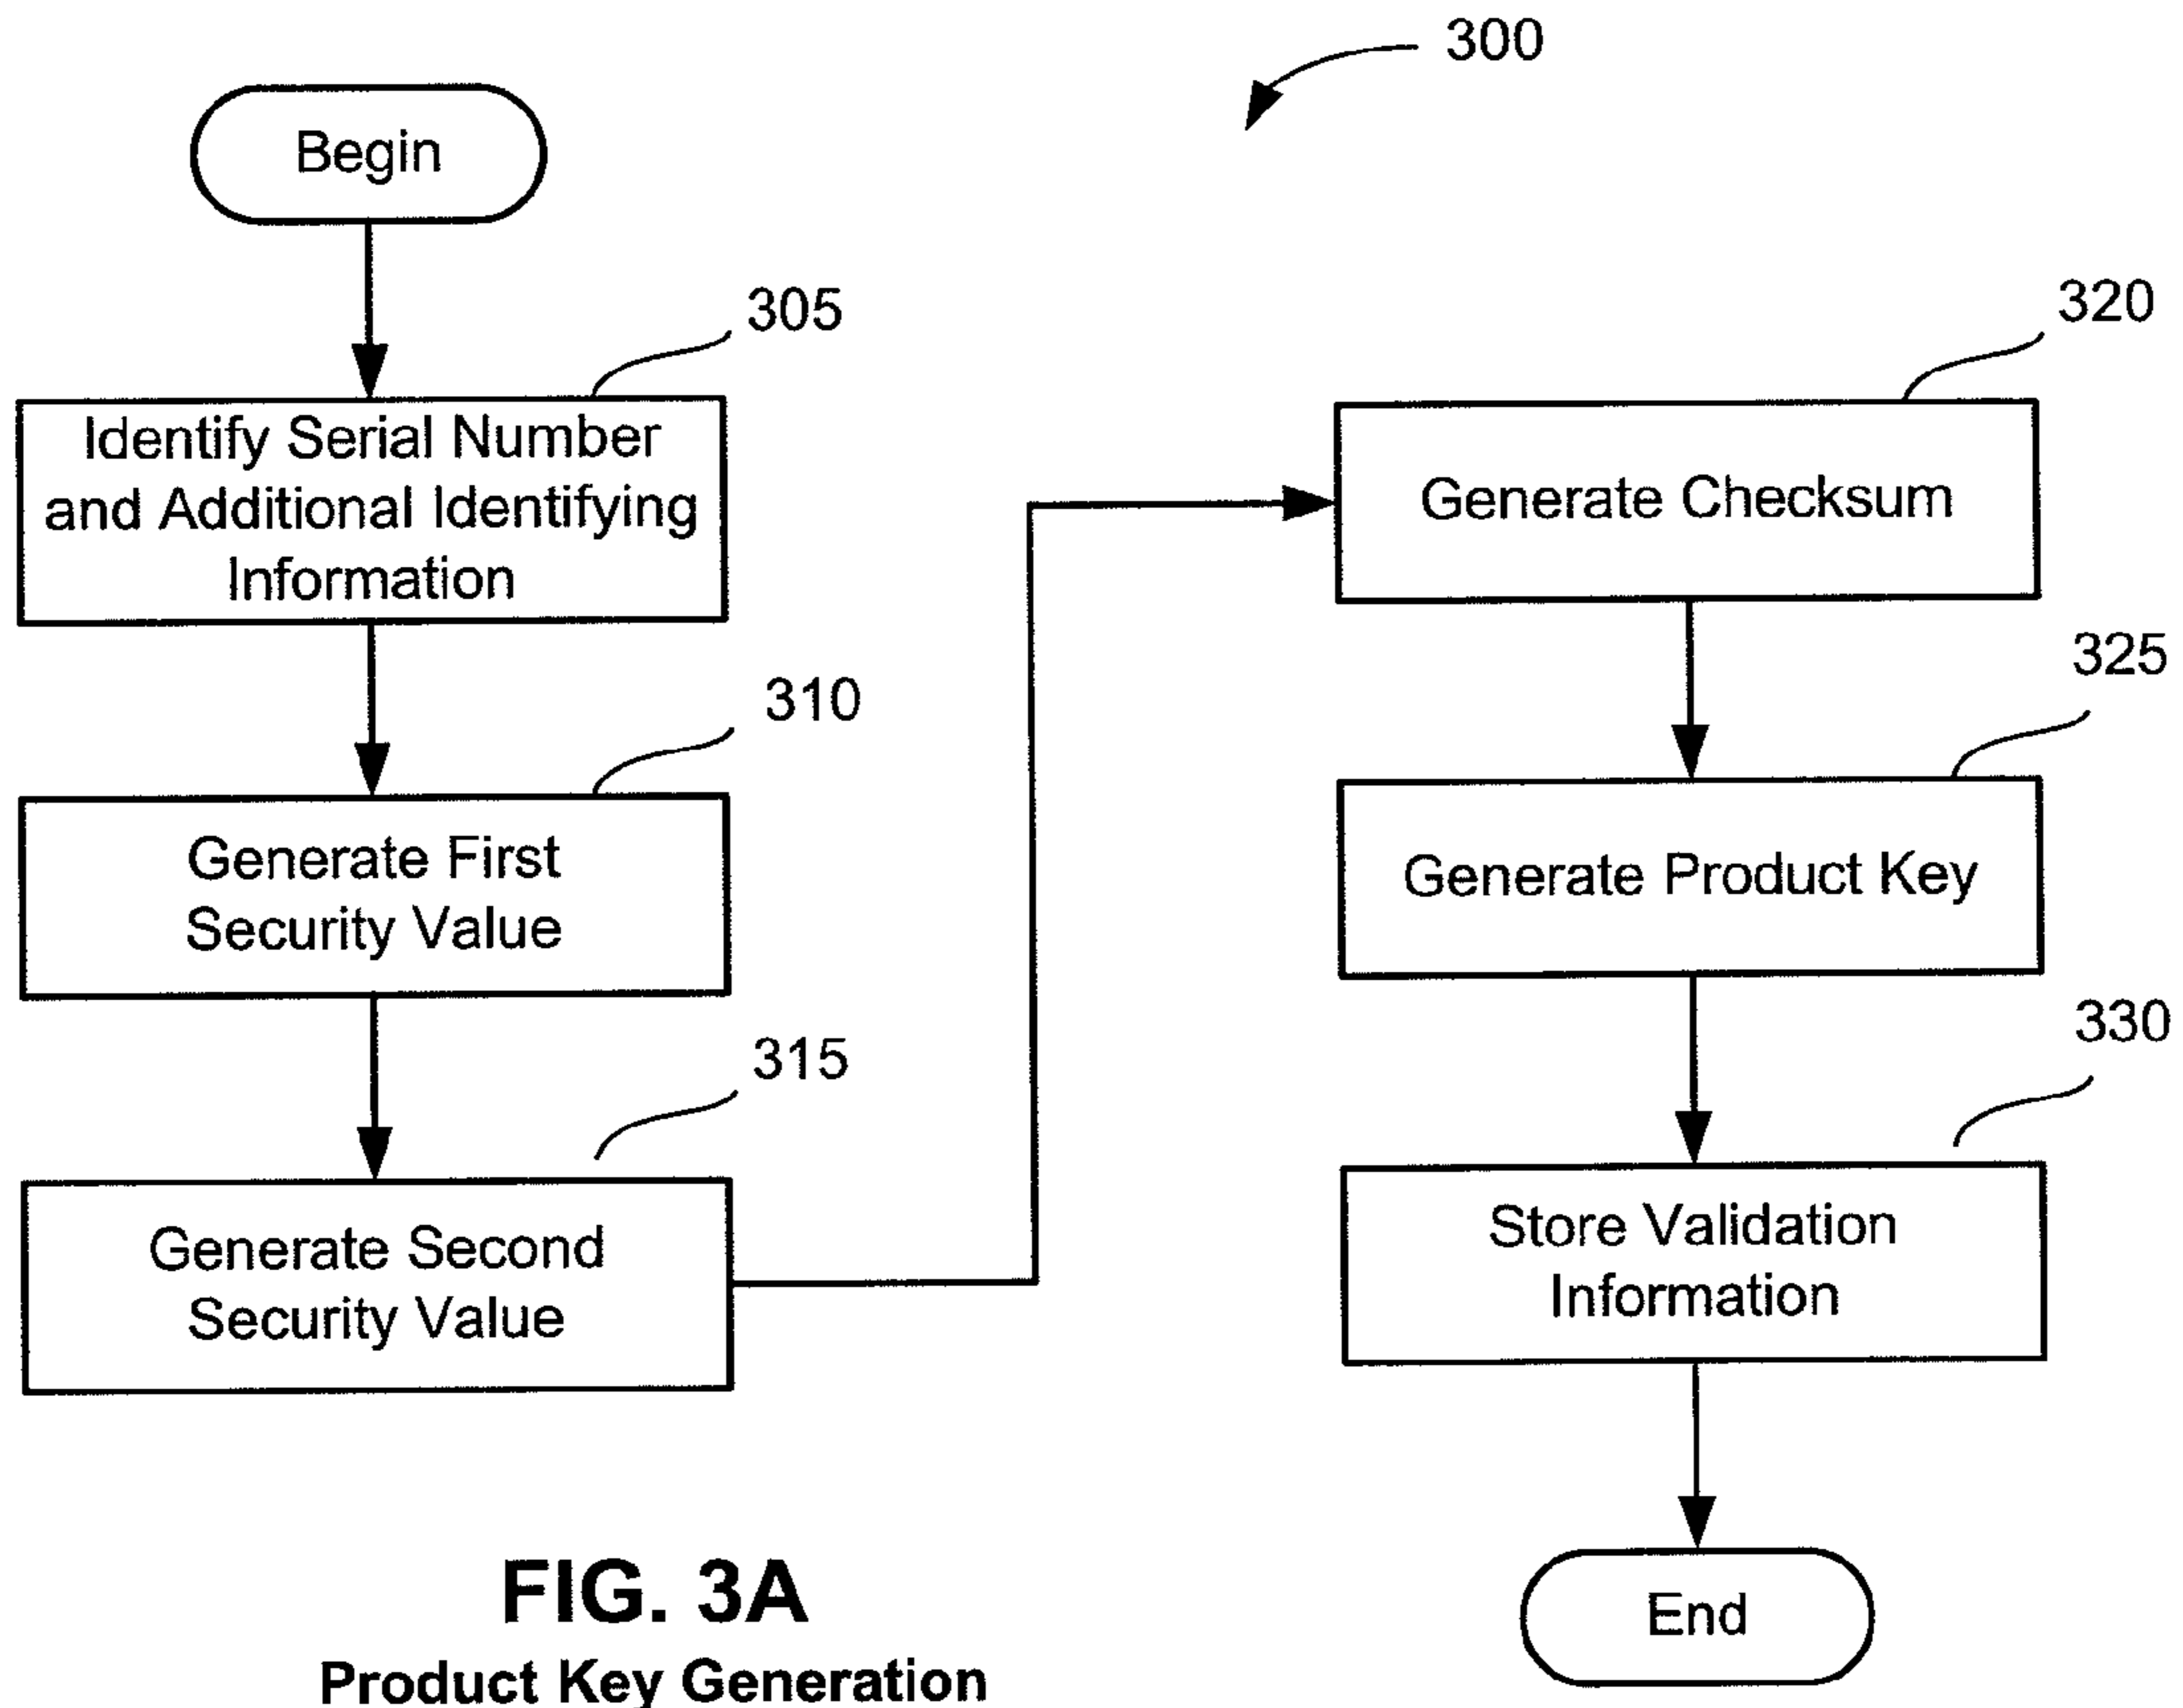 300
Begin
305
Identify Serial Number
and Additional Identifying
Information
310
Generate First
Security Value
315
Generate Second
Security Value
320
Generate Checksum
325
Generate Product Key
330
Store Validation
Information
End
FIG. 3A
Product Key Generation